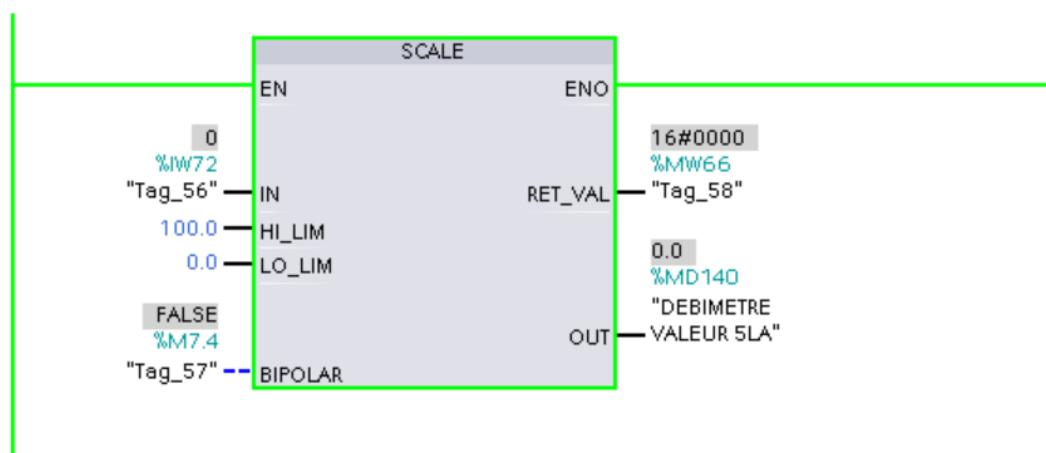 SCALE
EN ENO
0 16#0000
%IW72 %MW66
"Tag_56" IN RET_VAL "Tag_58"
100.0 HI_LIM
0.0 LO_LIM 0.0
%MD140
FALSE "DEBIMETRE
%M7.4 OUT VALEUR 5LA"
"Tag_57" BIPOLAR